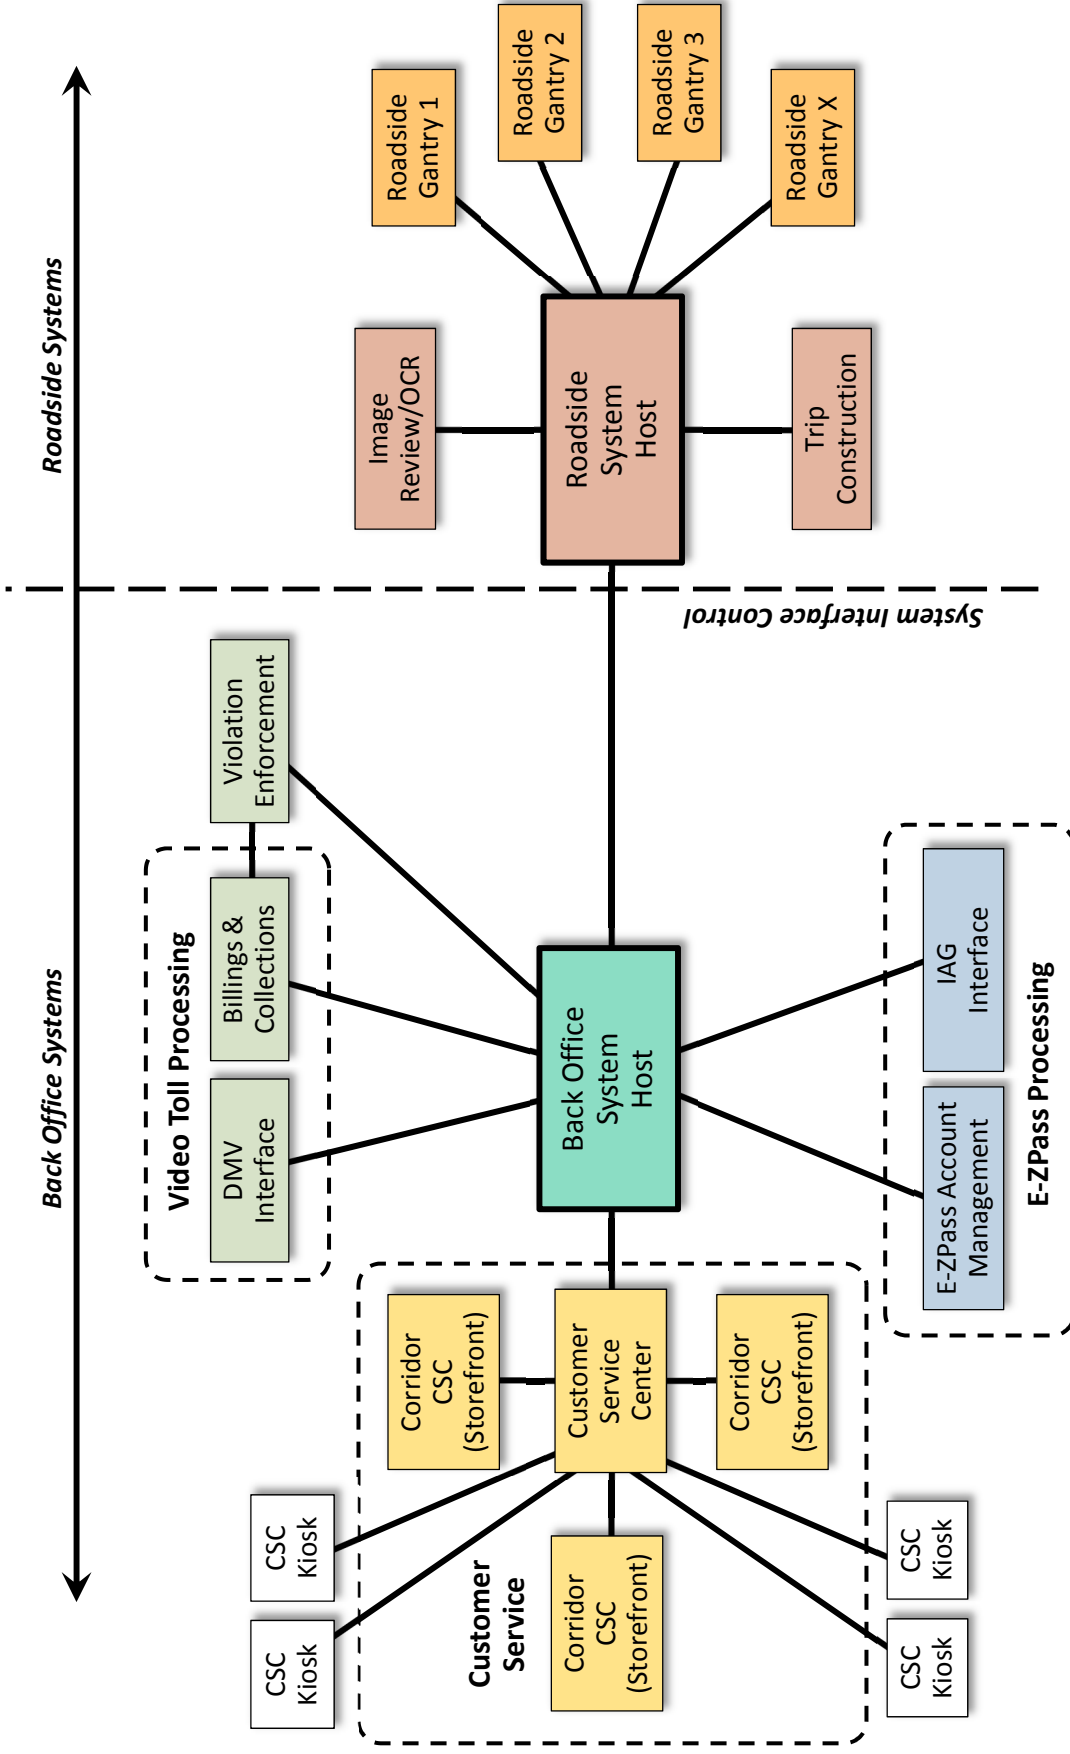 Back Office Systems
Roadside Systems
Video Toll Processing
DMV
Interface
Billings &
Collections
Violation
Enforcement
CSC
Kiosk
CSC
Kiosk
Customer
Service
Corridor
CSC
(Storefront)
Corridor
CSC
(Storefront)
Customer
Service
Center
Corridor
CSC
(Storefront)
CSC
Kiosk
CSC
Kiosk
Back Office
System
Host
E-ZPass Account
Management
IAG
Interface
E-ZPass Processing
System Interface Control
Image
Review/OCR
Roadside
System
Host
Trip
Construction
Roadside
Gantry 1
Roadside
Gantry 2
Roadside
Gantry 3
Roadside
Gantry X